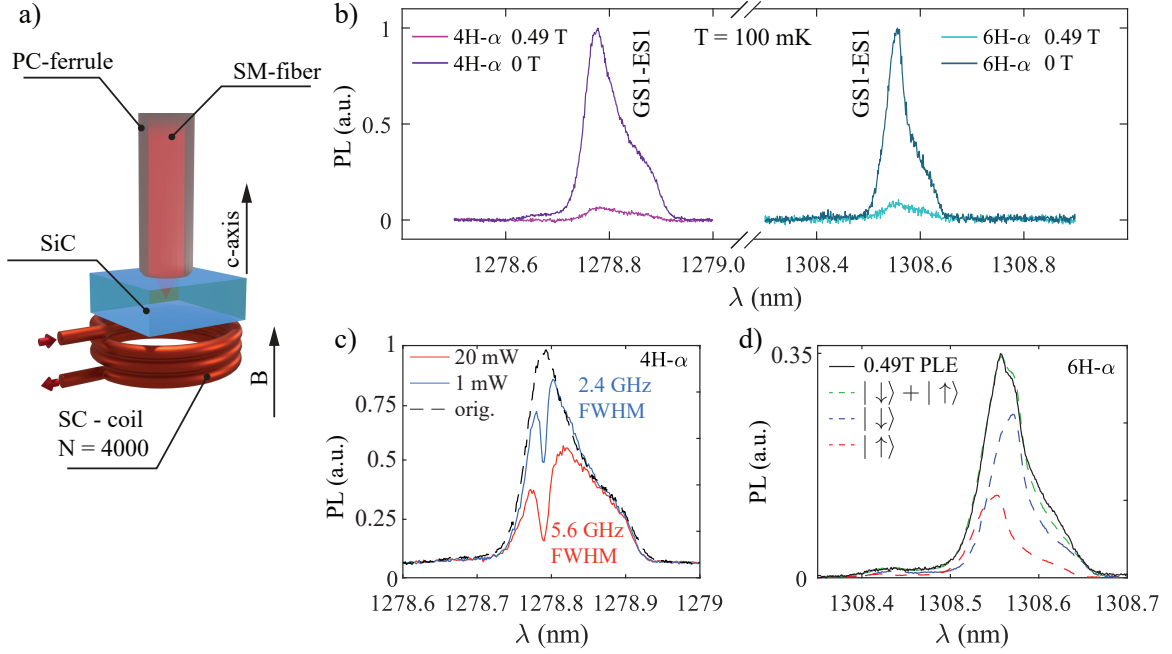 a)
PC-ferrule
SM-fiber
c-axis
SiC
B
SC - coil
N = 4000
b)
4H-α 0.49 T
4H-α 0 T
GS1-ES1
T = 100 mK
GS1-ES1
6H-α 0.49 T
6H-α 0 T
1
0.5
0
PL (a.u.)
1278.6
1278.8
1279.0
1308.4
1308.6
1308.8
λ (nm)
c)
20 mW
1 mW
orig.
4H-α
2.4 GHz
FWHM
5.6 GHz
FWHM
1
0.75
0.5
0.25
0
PL (a.u.)
1278.6
1278.7
1278.8
1278.9
1279
λ (nm)
d)
0.49T PLE
|↓⟩ + |↑⟩
|↓⟩
|↑⟩
6H-α
0.35
0
PL (a.u.)
1308.4
1308.5
1308.6
1308.7
λ (nm)